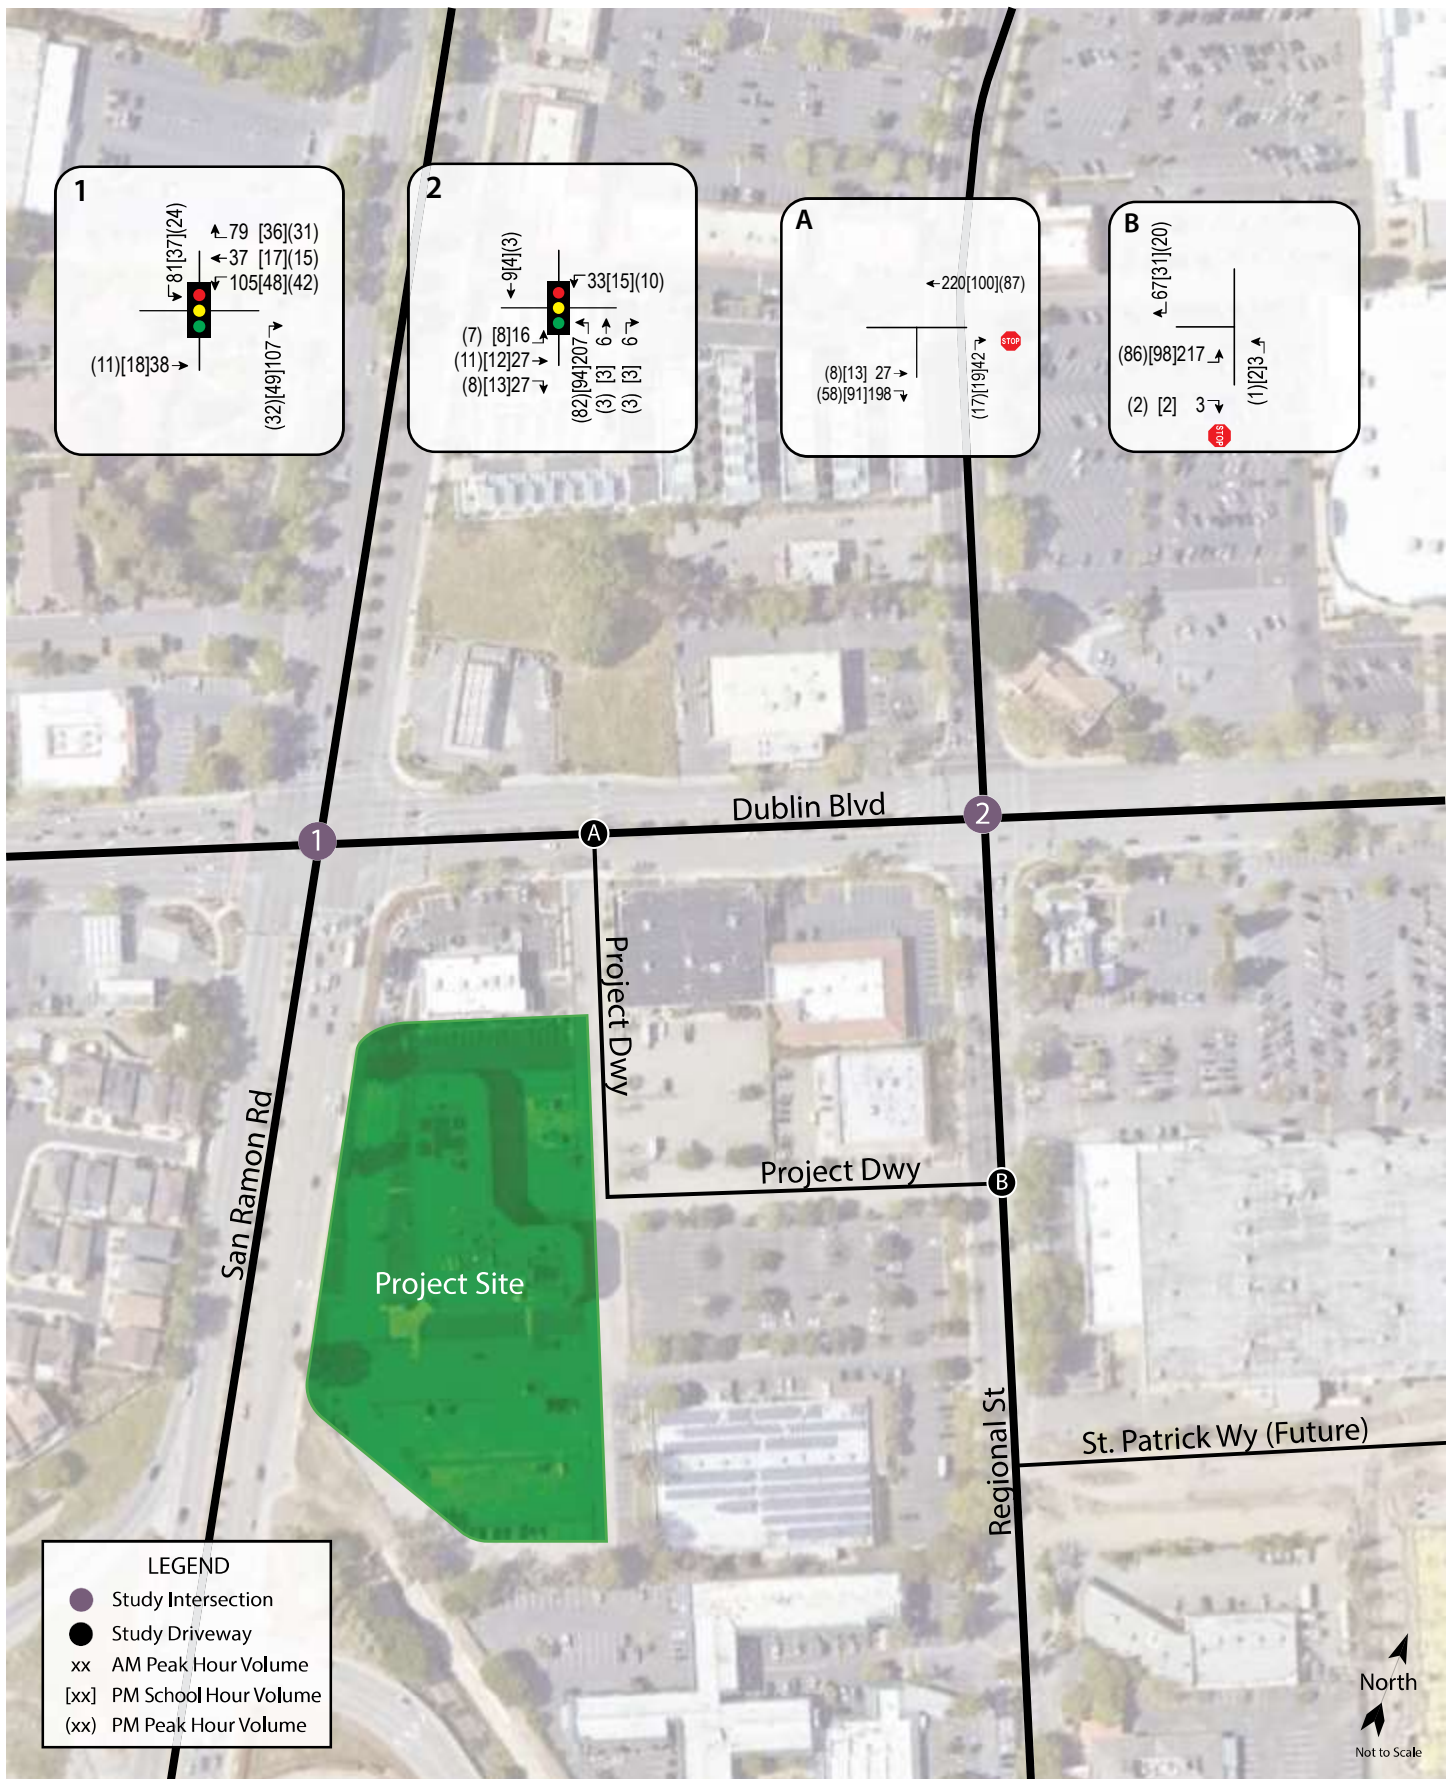 1
81[37](24)
79 [36](31)
37 [17](15)
105[48](42)
(11)[18]38
(32)[49]107
2
9[4](3)
33[15](10)
(7) [8]16
(11)[12]27
(8)[13]27
(82)[94]207
(3) [3] 6
(3) [3] 6
A
220[100](87)
(8)[13] 27
(58)[91]198
(17)[19]42
STOP
B
67[31](20)
(86)[98]217
(1)[2]3
(2) [2] 3
STOP
Dublin Blvd
1
A
2
Project Dwy
Project Dwy
B
San Ramon Rd
Project Site
Regional St
St. Patrick Wy (Future)
LEGEND
Study Intersection
Study Driveway
xx AM Peak Hour Volume
[xx] PM School Hour Volume
(xx) PM Peak Hour Volume
North
Not to Scale